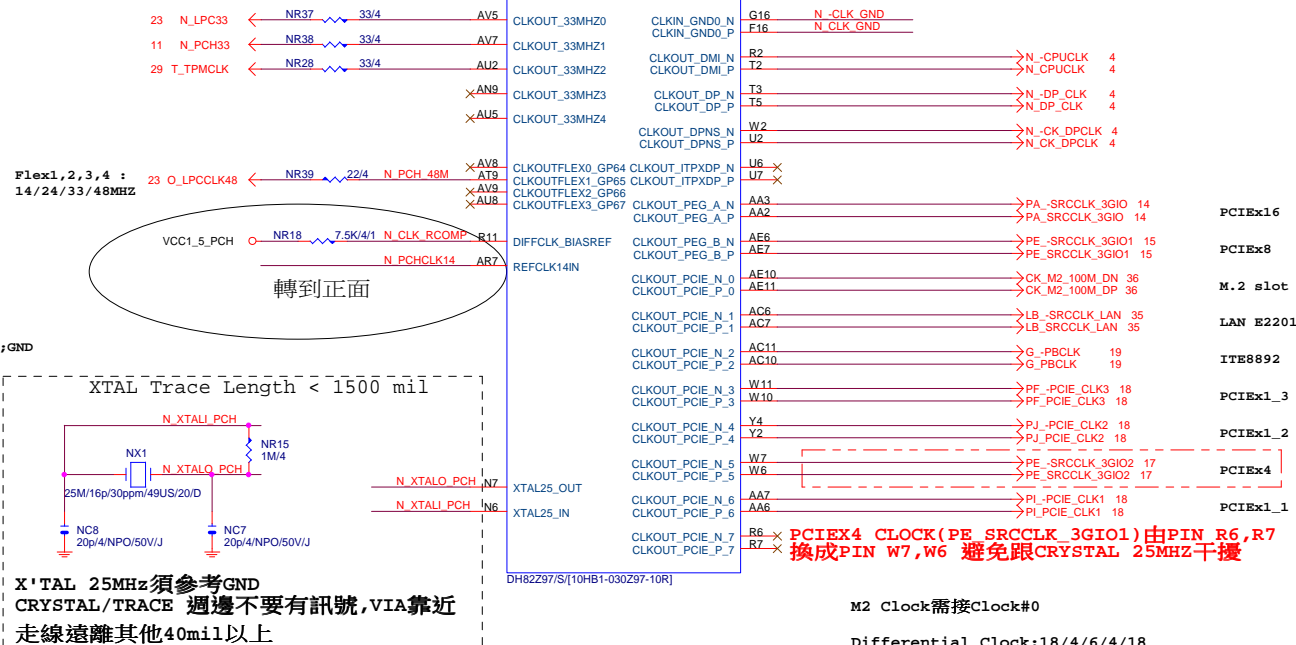 23 N_LPC33 NR37 33/4 AV5 CLKOUT_33MHZ0
11 N_PCH33 NR38 33/4 AV7 CLKOUT_33MHZ1
29 T_TPMCLK NR28 33/4 AU2 CLKOUT_33MHZ2
AN9 CLKOUT_33MHZ3
AU5 CLKOUT_33MHZ4
Flex1,2,3,4 :
14/24/33/48MHZ
AV8 CLKOUTFLEX0_GP64
23 O_LPCCLK48 NR39 22/4 N_PCH_48M AT9 CLKOUTFLEX1_GP65
AV9 CLKOUTFLEX2_GP66
AU8 CLKOUTFLEX3_GP67
VCC1_5_PCH NR18 7.5K/4/1 N_CLK_RCOMP R11 DIFFCLK_BIASREF
N_PCHCLK14 AR7 REFCLK14IN
轉到正面
;GND
XTAL Trace Length < 1500 mil
N_XTALI_PCH
NR15
1M/4
NX1
N_XTALO_PCH
25M/16p/30ppm/49US/20/D
NC8
20p/4/NPO/50V/J
NC7
20p/4/NPO/50V/J
N_XTALO_PCH N7 XTAL25_OUT
N_XTALI_PCH N6 XTAL25_IN
X'TAL 25MHz須參考GND
CRYSTAL/TRACE 週邊不要有訊號,VIA靠近
走線遠離其他40mil以上
CLKIN_GND0_N G16 N_-CLK_GND
CLKIN_GND0_P F16 N_CLK_GND
CLKOUT_DMI_N R2 N_-CPUCLK 4
CLKOUT_DMI_P T2 N_CPUCLK 4
CLKOUT_DP_N T3 N_-DP_CLK 4
CLKOUT_DP_P T5 N_DP_CLK 4
CLKOUT_DPNS_N W2 N_-CK_DPCLK 4
CLKOUT_DPNS_P U2 N_CK_DPCLK 4
CLKOUT_ITPXDP_N U6
CLKOUT_ITPXDP_P U7
CLKOUT_PEG_A_N AA3 PA_-SRCCLK_3GIO 14
CLKOUT_PEG_A_P AA2 PA_SRCCLK_3GIO 14
PCIEx16
CLKOUT_PEG_B_N AE6 PE_-SRCCLK_3GIO1 15
CLKOUT_PEG_B_P AE7 PE_SRCCLK_3GIO1 15
PCIEx8
CLKOUT_PCIE_N_0 AE10 CK_M2_100M_DN 36
CLKOUT_PCIE_P_0 AE11 CK_M2_100M_DP 36
M.2 slot
CLKOUT_PCIE_N_1 AC6 LB_-SRCCLK_LAN 35
CLKOUT_PCIE_P_1 AC7 LB_SRCCLK_LAN 35
LAN E2201
CLKOUT_PCIE_N_2 AC11 G_-PBCLK 19
CLKOUT_PCIE_P_2 AC10 G_PBCLK 19
ITE8892
CLKOUT_PCIE_N_3 W11 PF_-PCIE_CLK3 18
CLKOUT_PCIE_P_3 W10 PF_PCIE_CLK3 18
PCIEx1_3
CLKOUT_PCIE_N_4 Y4 PJ_-PCIE_CLK2 18
CLKOUT_PCIE_P_4 Y2 PJ_PCIE_CLK2 18
PCIEx1_2
CLKOUT_PCIE_N_5 W7 PE_-SRCCLK_3GIO2 17
CLKOUT_PCIE_P_5 W6 PE_SRCCLK_3GIO2 17
PCIEx4
CLKOUT_PCIE_N_6 AA7 PI_-PCIE_CLK1 18
CLKOUT_PCIE_P_6 AA6 PI_PCIE_CLK1 18
PCIEx1_1
CLKOUT_PCIE_N_7 R6
CLKOUT_PCIE_P_7 R7
PCIEX4 CLOCK(PE_SRCCLK_3GIO1)由PIN R6,R7
換成PIN W7,W6 避免跟CRYSTAL 25MHZ干擾
DH82Z97/S/[10HB1-030Z97-10R]
M2 Clock需接Clock#0
Differential Clock:18/4/6/4/18